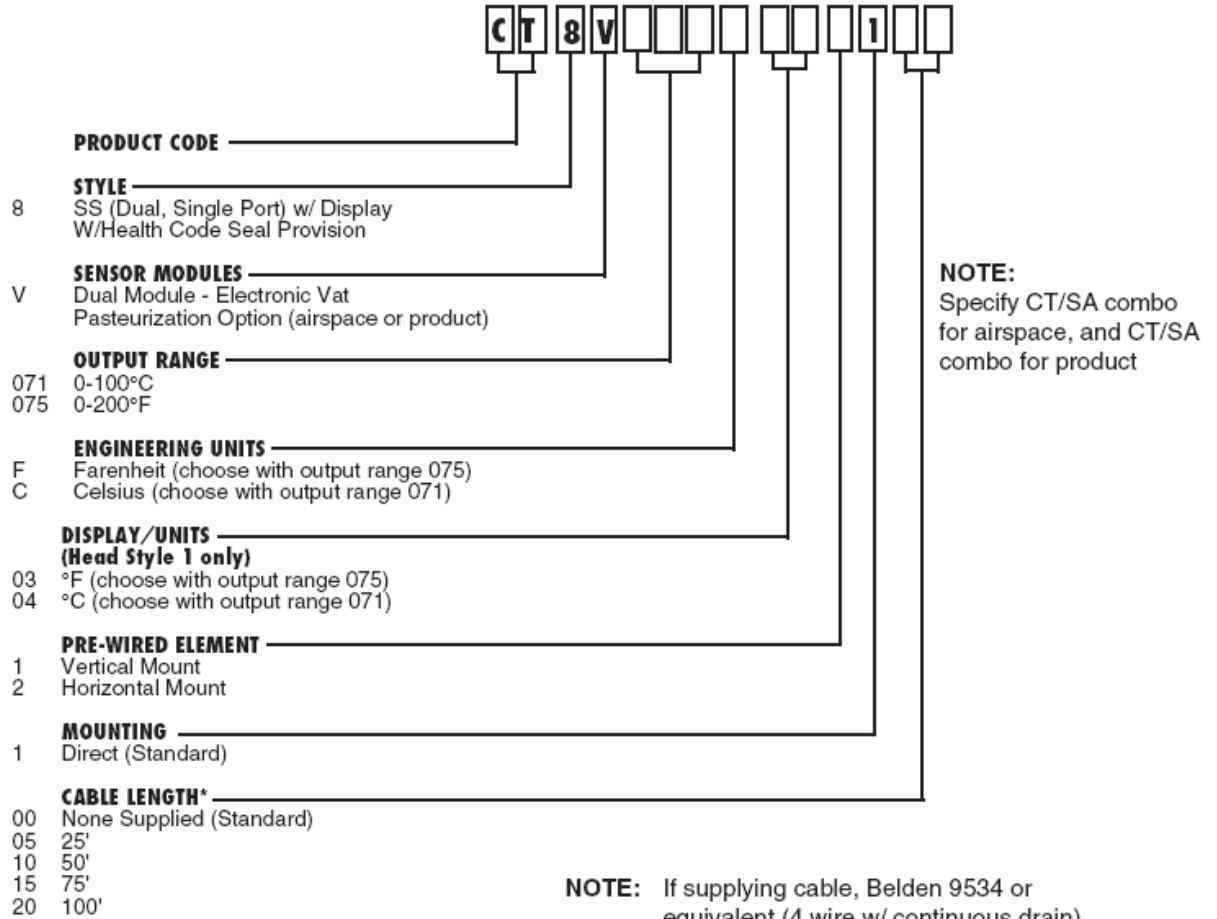 C T 8 V 1
PRODUCT CODE
STYLE
8 SS (Dual, Single Port) w/ Display
W/Health Code Seal Provision
SENSOR MODULES
V Dual Module - Electronic Vat
Pasteurization Option (airspace or product)
NOTE:
Specify CT/SA combo
for airspace, and CT/SA
combo for product
OUTPUT RANGE
071 0-100°C
075 0-200°F
ENGINEERING UNITS
F Farenheit (choose with output range 075)
C Celsius (choose with output range 071)
DISPLAY/UNITS
(Head Style 1 only)
03 °F (choose with output range 075)
04 °C (choose with output range 071)
PRE-WIRED ELEMENT
1 Vertical Mount
2 Horizontal Mount
MOUNTING
1 Direct (Standard)
CABLE LENGTH*
00 None Supplied (Standard)
05 25'
10 50'
15 75'
20 100'
NOTE: If supplying cable, Belden 9534 or
equivalent (4 wire w/ continuous drain)